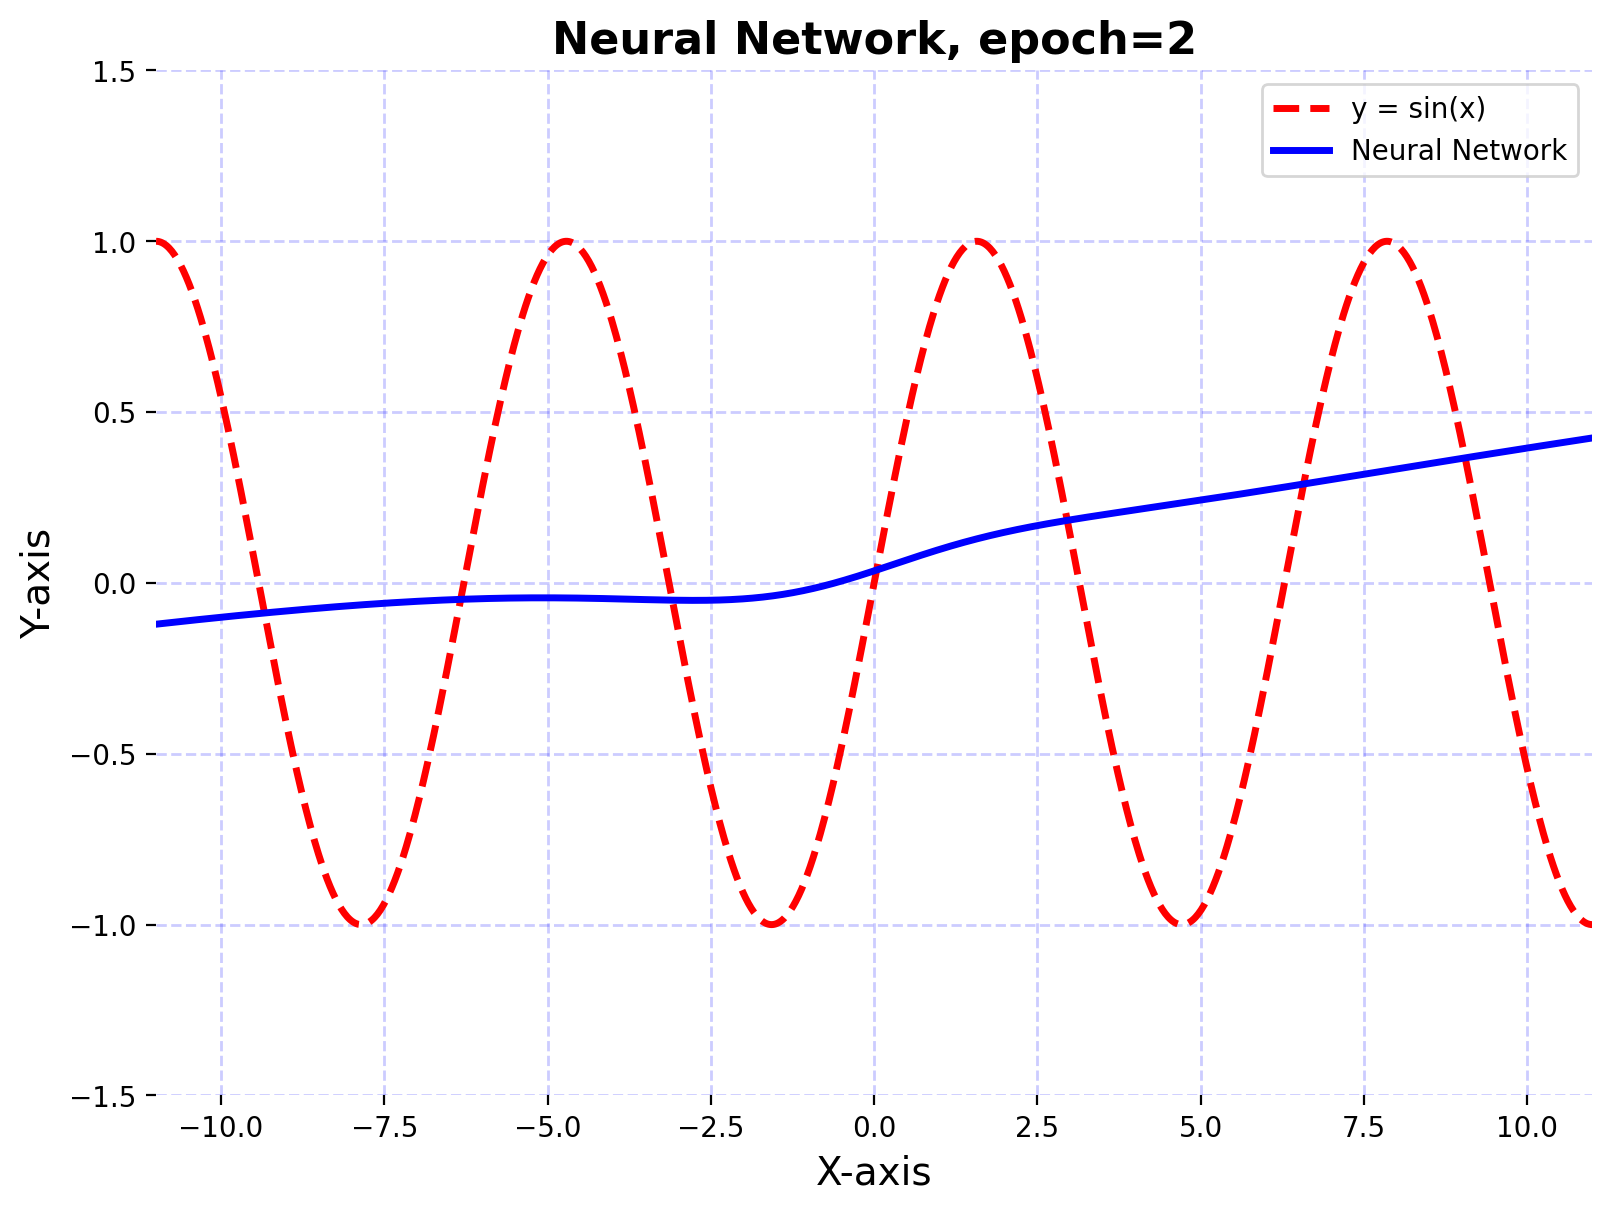 Neural Network, epoch=2
y = sin(x)
Neural Network
Y-axis
1.5
1.0
0.5
0.0
−0.5
−1.0
−1.5
−10.0 −7.5 −5.0 −2.5 0.0 2.5 5.0 7.5 10.0
X-axis